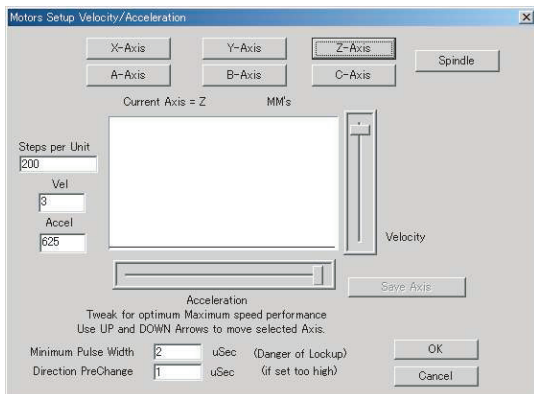 Motors Setup Velocity/Acceleration
X-Axis Y-Axis Z-Axis
Spindle
A-Axis B-Axis C-Axis
Current Axis = Z MM's
Steps per Unit
200
Vel
3
Accel
625
Velocity
Acceleration
Save Axis
Tweak for optimum Maximum speed performance
Use UP and DOWN Arrows to move selected Axis.
Minimum Pulse Width 2 uSec (Danger of Lockup) OK
Direction PreChange 1 uSec (if set too high) Cancel